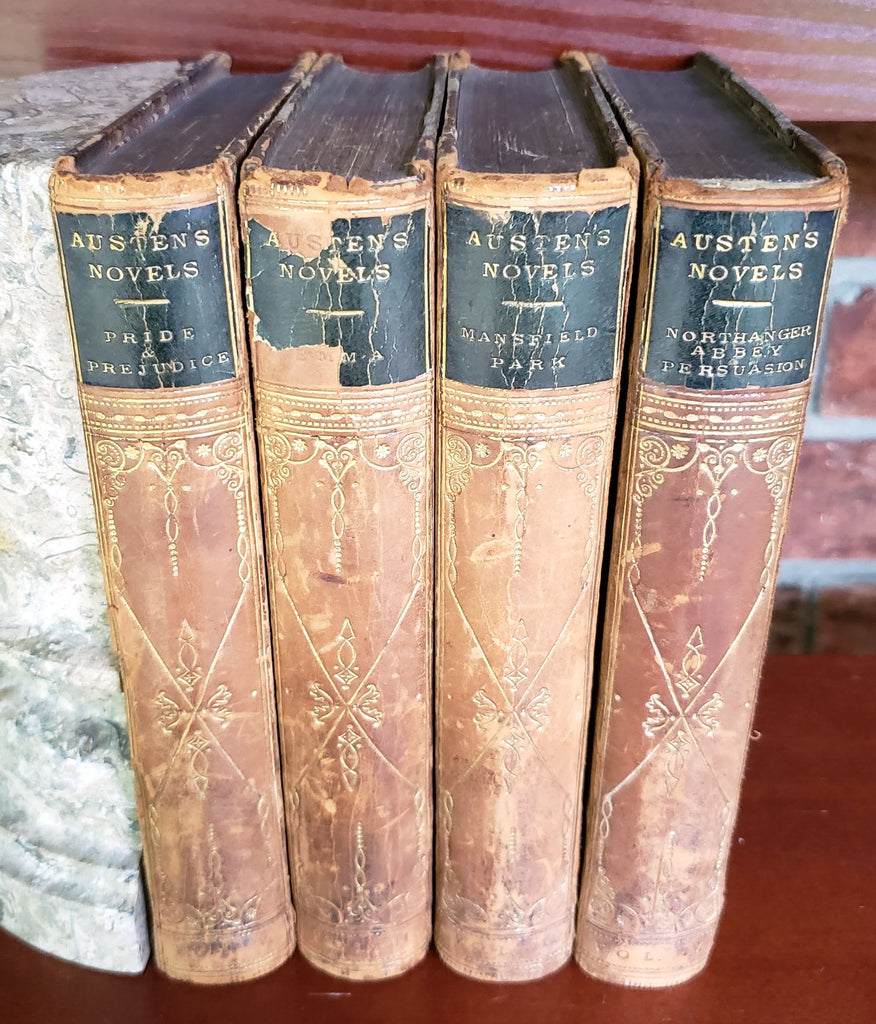 AUSTEN'S
NOVELS
PRIDE
&
PREJUDICE
AUSTEN'S
NOVELS
EMMA
AUSTEN'S
NOVELS
MANSFIELD
PARK
AUSTEN'S
NOVELS
NORTHANGER
ABBEY
PERSUASION